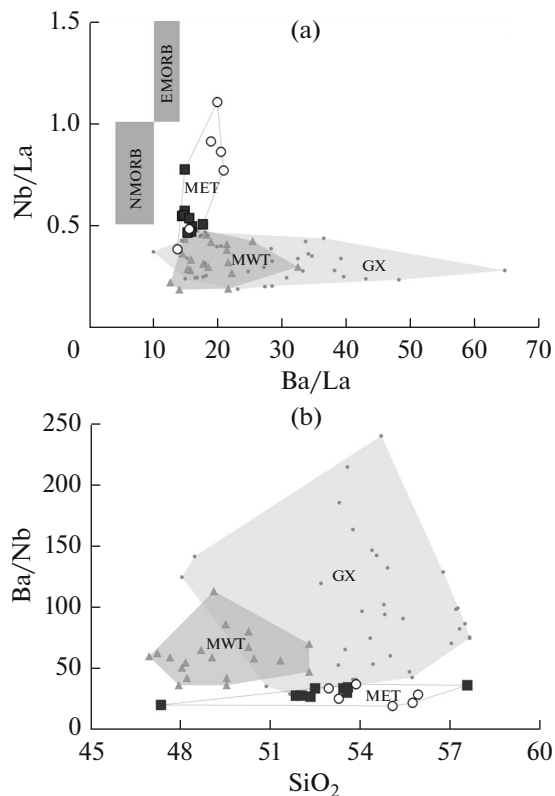 (a)
1.5
EMORB
1.0
NMORB
MET
0.5
MWT
GX
0
10
20
30
40
50
60
70
Nb/La
Ba/La
(b)
250
200
150
100
50
0
GX
MWT
MET
45
48
51
54
57
60
Ba/Nb
SiO₂